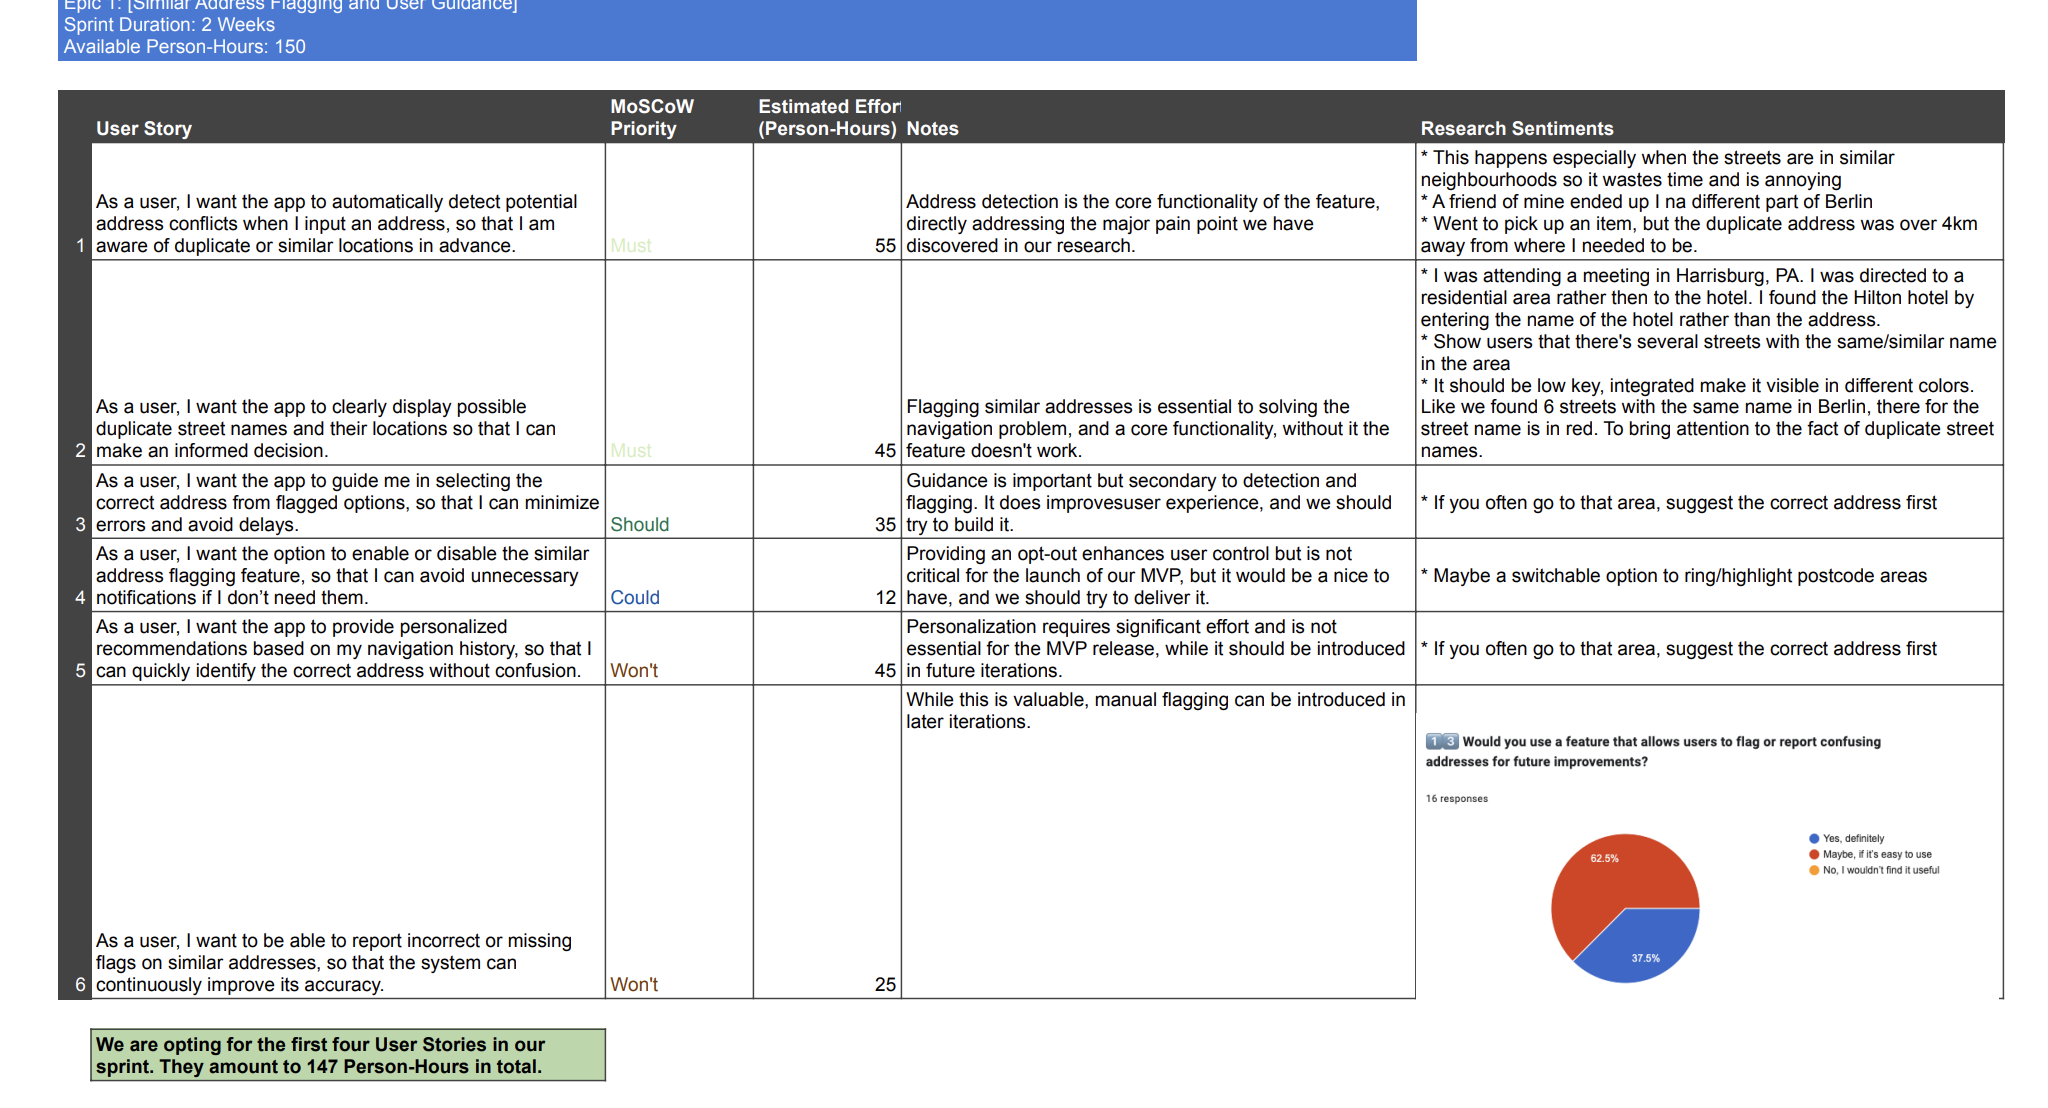 Epic 1: [Similar Address Flagging and User Guidance]
Sprint Duration: 2 Weeks
Available Person-Hours: 150
User Story
MoSCoW
Priority
Estimated Effort
(Person-Hours)
Notes
Research Sentiments
1
As a user, I want the app to automatically detect potential
address conflicts when I input an address, so that I am
aware of duplicate or similar locations in advance.
Must
55
Address detection is the core functionality of the feature,
directly addressing the major pain point we have
discovered in our research.
* This happens especially when the streets are in similar
neighbourhoods so it wastes time and is annoying
* A friend of mine ended up I na different part of Berlin
* Went to pick up an item, but the duplicate address was over 4km
away from where I needed to be.
2
As a user, I want the app to clearly display possible
duplicate street names and their locations so that I can
make an informed decision.
Must
45
Flagging similar addresses is essential to solving the
navigation problem, and a core functionality, without it the
feature doesn't work.
* I was attending a meeting in Harrisburg, PA. I was directed to a
residential area rather then to the hotel. I found the Hilton hotel by
entering the name of the hotel rather than the address.
* Show users that there's several streets with the same/similar name
in the area
* It should be low key, integrated make it visible in different colors.
Like we found 6 streets with the same name in Berlin, there for the
street name is in red. To bring attention to the fact of duplicate street
names.
3
As a user, I want the app to guide me in selecting the
correct address from flagged options, so that I can minimize
errors and avoid delays.
Should
35
Guidance is important but secondary to detection and
flagging. It does improvesuser experience, and we should
try to build it.
* If you often go to that area, suggest the correct address first
4
As a user, I want the option to enable or disable the similar
address flagging feature, so that I can avoid unnecessary
notifications if I don’t need them.
Could
12
Providing an opt-out enhances user control but is not
critical for the launch of our MVP, but it would be a nice to
have, and we should try to deliver it.
* Maybe a switchable option to ring/highlight postcode areas
5
As a user, I want the app to provide personalized
recommendations based on my navigation history, so that I
can quickly identify the correct address without confusion.
Won't
45
Personalization requires significant effort and is not
essential for the MVP release, while it should be introduced
in future iterations.
* If you often go to that area, suggest the correct address first
6
As a user, I want to be able to report incorrect or missing
flags on similar addresses, so that the system can
continuously improve its accuracy.
Won't
25
While this is valuable, manual flagging can be introduced in
later iterations.
1 3 Would you use a feature that allows users to flag or report confusing
addresses for future improvements?
16 responses
62.5%
37.5%
Yes, definitely
Maybe, if it's easy to use
No, I wouldn't find it useful
We are opting for the first four User Stories in our
sprint. They amount to 147 Person-Hours in total.